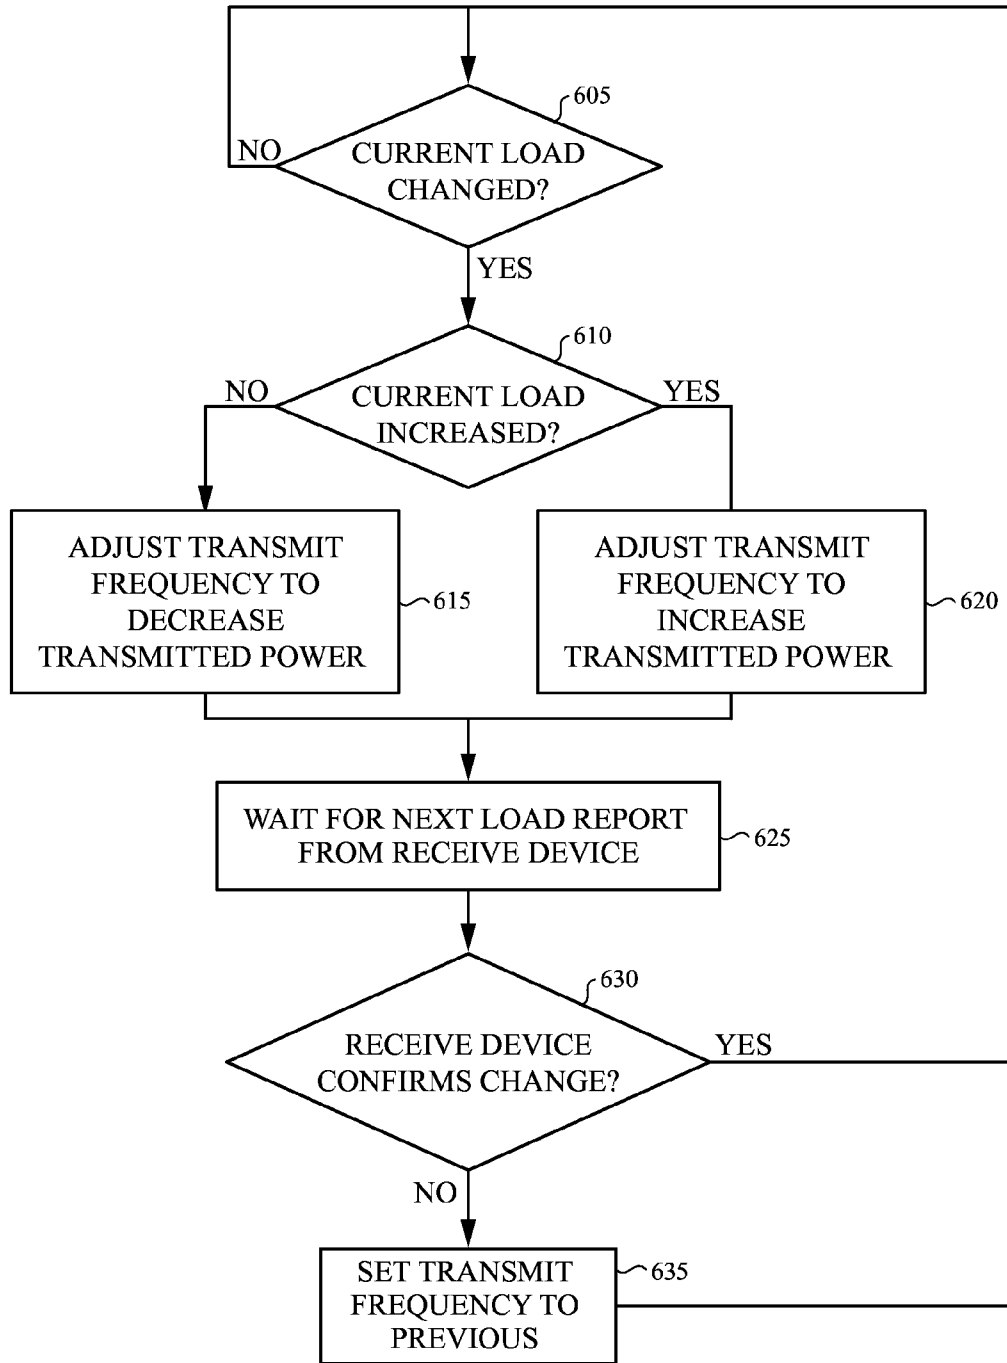 605
NO
CURRENT LOAD
CHANGED?
YES
610
NO
CURRENT LOAD
INCREASED?
YES
ADJUST TRANSMIT
FREQUENCY TO
DECREASE
TRANSMITTED POWER
615
ADJUST TRANSMIT
FREQUENCY TO
INCREASE
TRANSMITTED POWER
620
WAIT FOR NEXT LOAD REPORT
FROM RECEIVE DEVICE
625
630
RECEIVE DEVICE
CONFIRMS CHANGE?
YES
NO
SET TRANSMIT
FREQUENCY TO
PREVIOUS
635